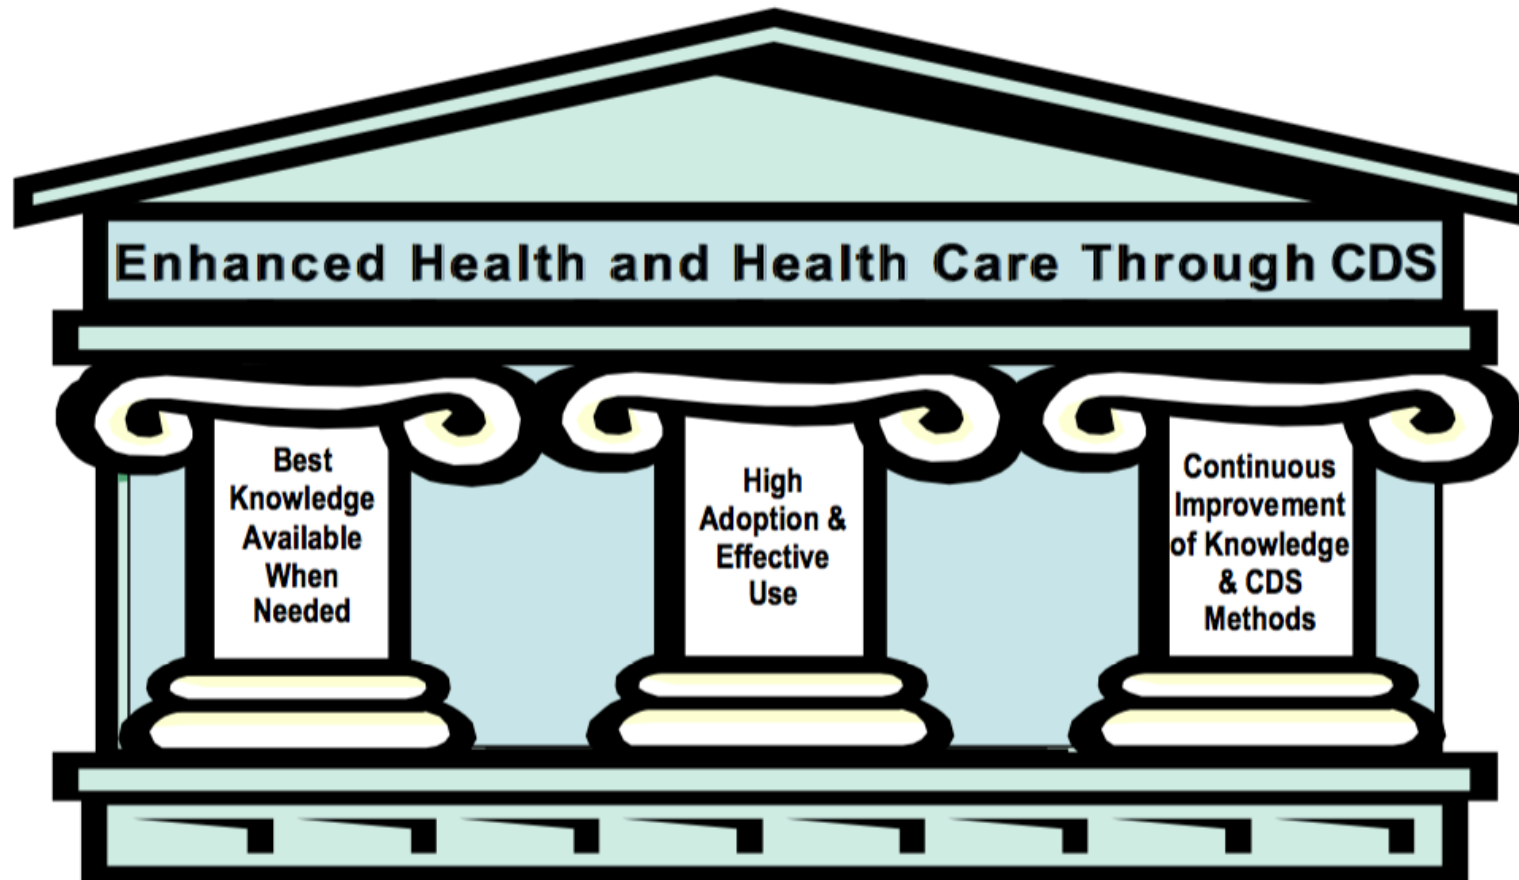 Enhanced Health and Health Care Through CDS
Best
Knowledge
Available
When
Needed
High
Adoption &
Effective
Use
Continuous
Improvement
of Knowledge
& CDS
Methods